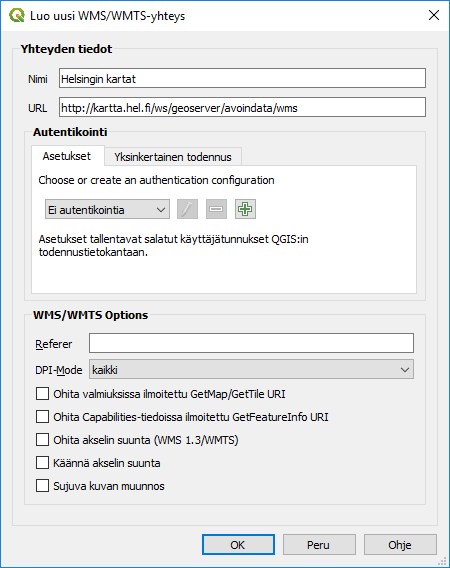 Luo uusi WMS/WMTS-yhteys
Yhteyden tiedot
Nimi Helsingin kartat
URL http://kartta.hel.fi/ws/geoserver/avoindata/wms
Autentikointi
Asetukset Yksinkertainen todennus
Choose or create an authentication configuration
Ei autentikointia
Asetukset tallentavat salatut käyttäjätunnukset QGIS:in
todennustietokantaan.
WMS/WMTS Options
Referer
DPI-Mode kaikki
Ohita valmiuksissa ilmoitettu GetMap/GetTile URI
Ohita Capabilities-tiedoissa ilmoitettu GetFeatureInfo URI
Ohita akselin suunta (WMS 1.3/WMTS)
Käännä akselin suunta
Sujuva kuvan muunnos
OK Peru Ohje